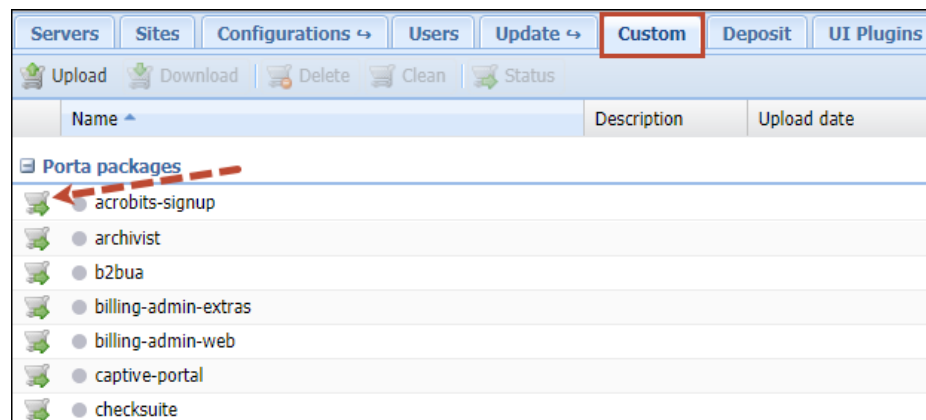 Servers Sites Configurations ↪ Users Update ↪ Custom Deposit UI Plugins
Upload Download Delete Clean Status
Name Description Upload date
Porta packages
acrobits-signup
archivist
b2bua
billing-admin-extras
billing-admin-web
captive-portal
checksuite